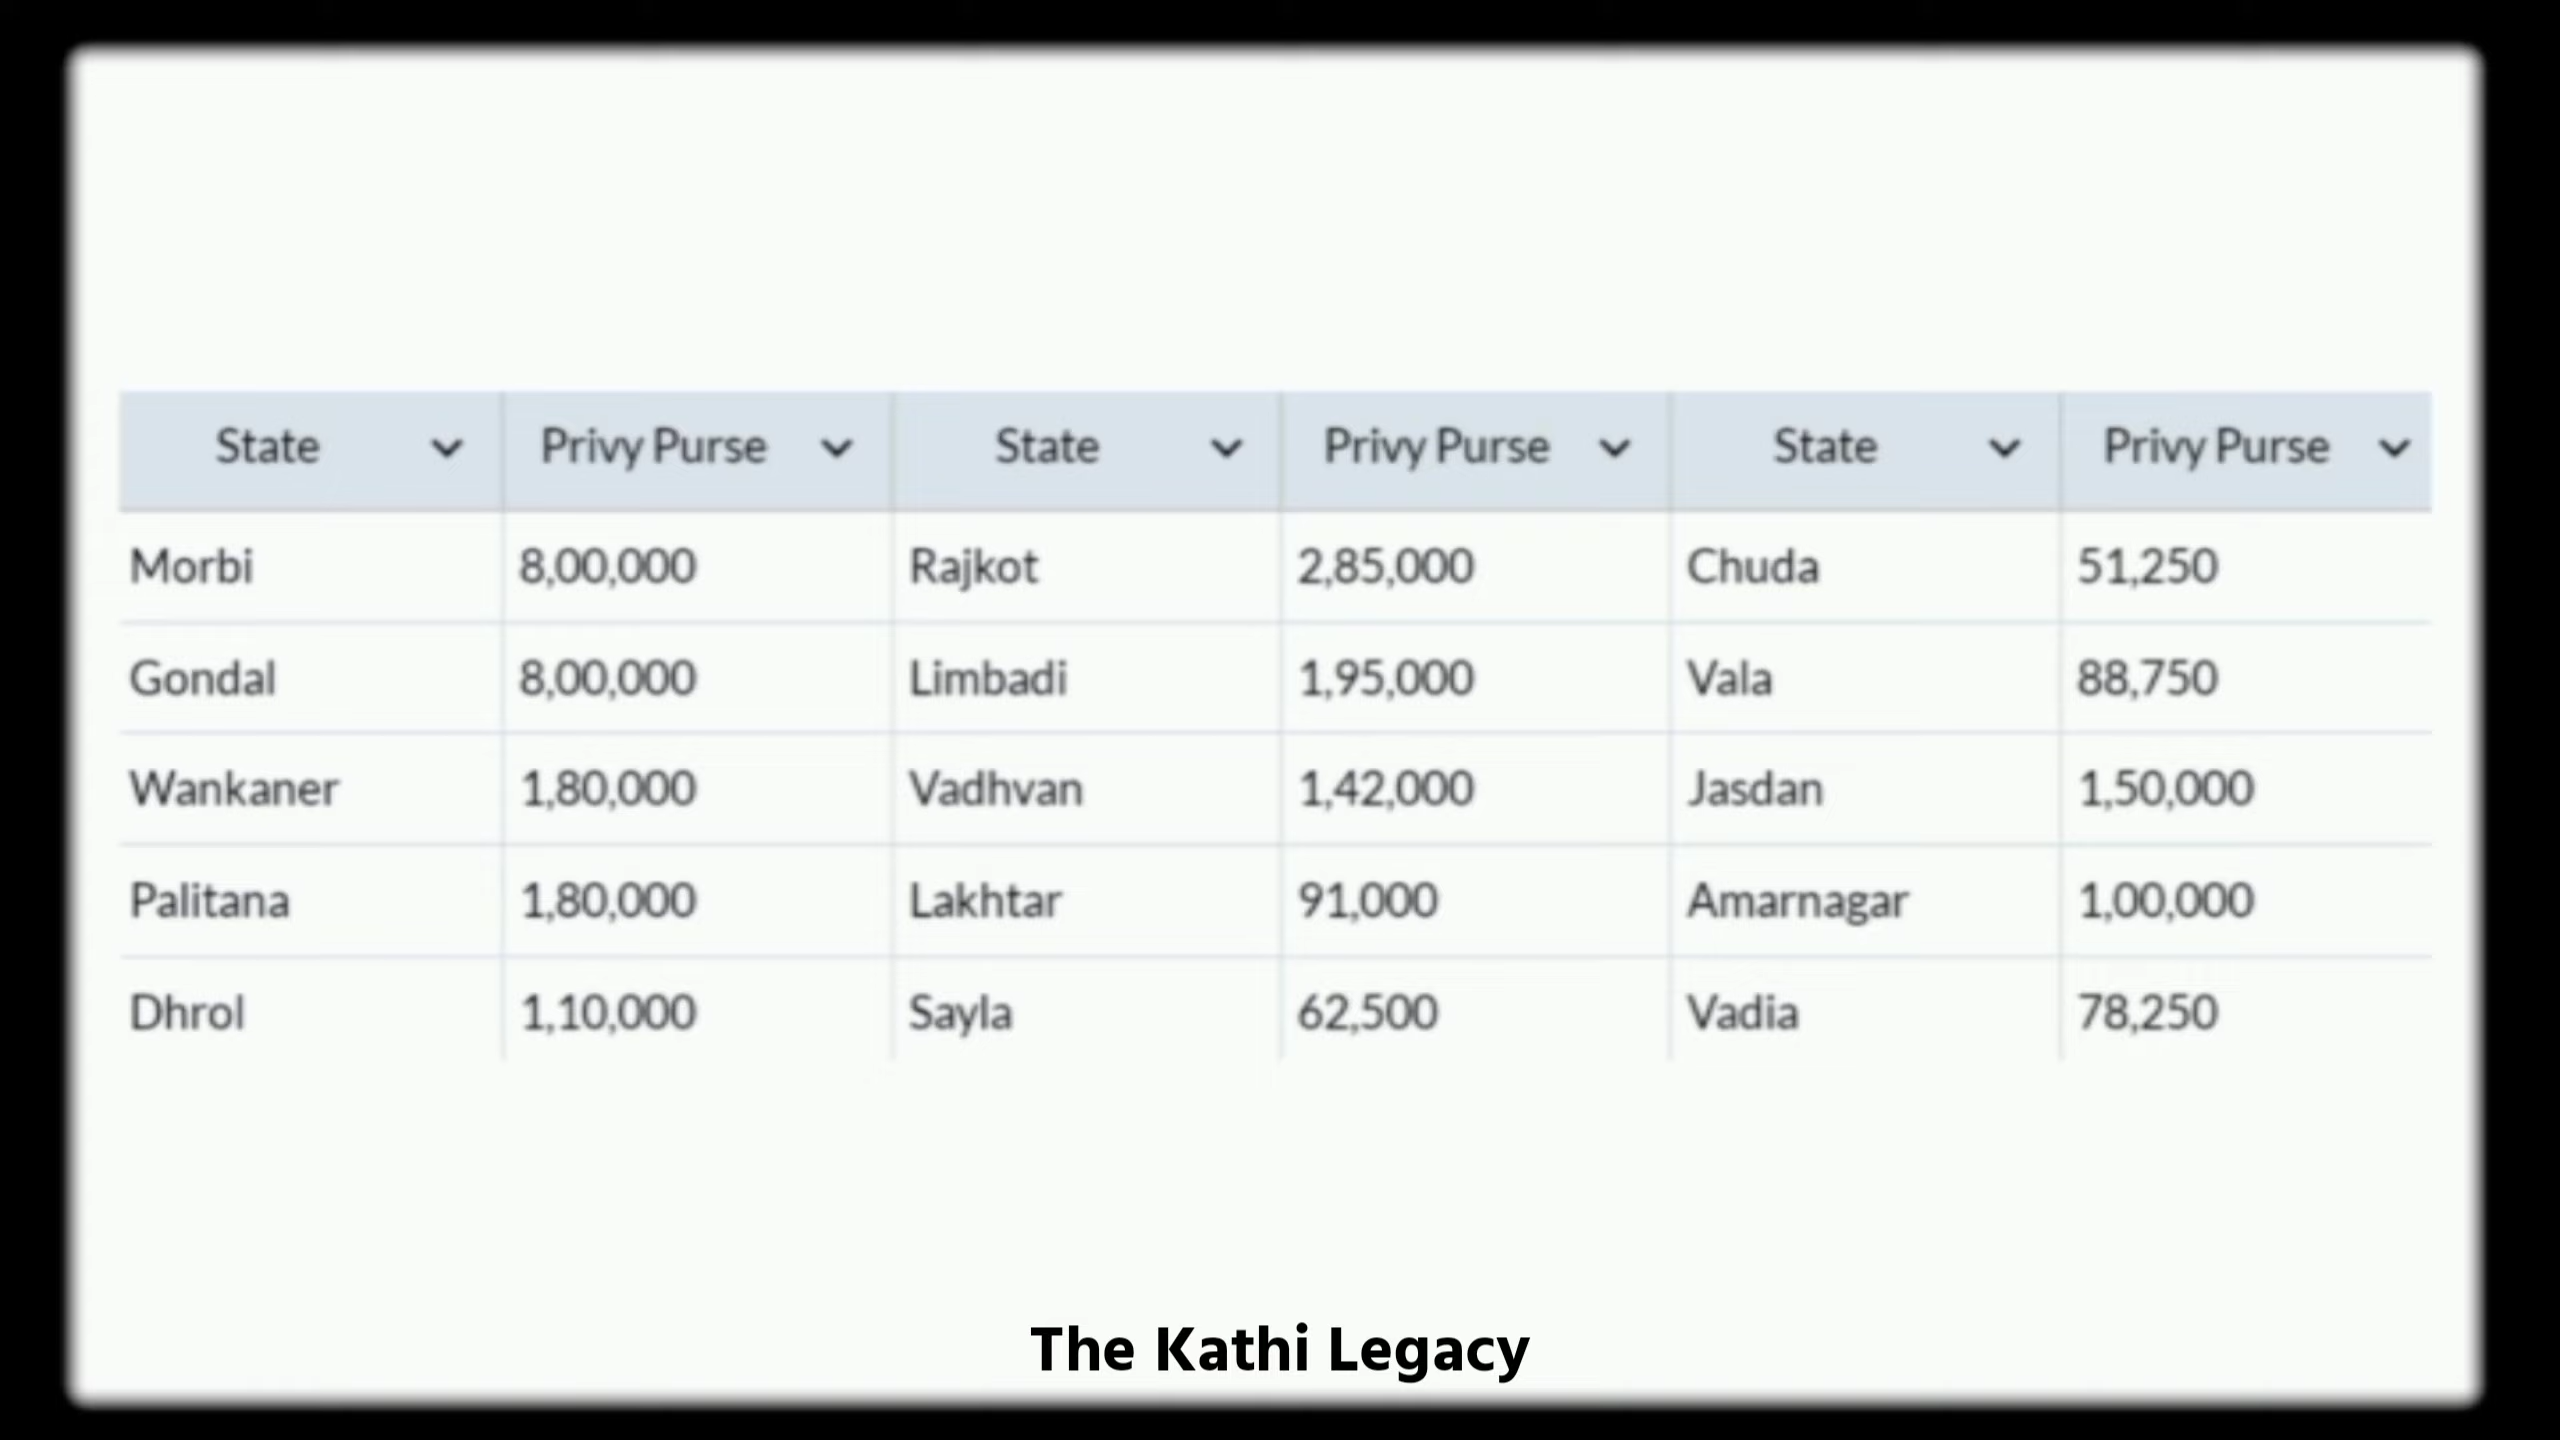 State Privy Purse State Privy Purse State Privy Purse
Morbi 8,00,000 Rajkot 2,85,000 Chuda 51,250
Gondal 8,00,000 Limbadi 1,95,000 Vala 88,750
Wankaner 1,80,000 Vadhvan 1,42,000 Jasdan 1,50,000
Palitana 1,80,000 Lakhtar 91,000 Amarnagar 1,00,000
Dhrol 1,10,000 Sayla 62,500 Vadia 78,250
The Kathi Legacy